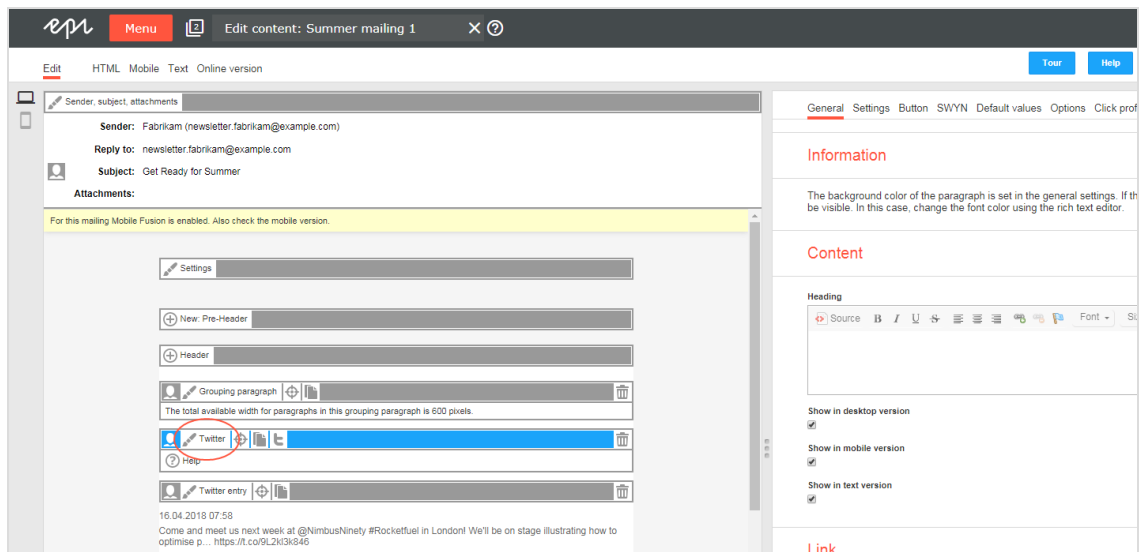 epi Menu 2 Edit content: Summer mailing 1
Edit HTML Mobile Text Online version Tour Help
Sender, subject, attachments
Sender: Fabrikam (newsletter.fabrikam@example.com)
Reply to: newsletter.fabrikam@example.com
Subject: Get Ready for Summer
Attachments:
For this mailing Mobile Fusion is enabled. Also check the mobile version.
Settings
New: Pre-Header
Header
Grouping paragraph
The total available width for paragraphs in this grouping paragraph is 600 pixels.
Twitter
Help
Twitter entry
16.04.2018 07:58
Come and meet us next week at @NimbusNinety #Rocketfuel in London! We'll be on stage illustrating how to
optimise p... https://t.co/9L2kl3k846
General Settings Button SWYN Default values Options Click prof
Information
The background color of the paragraph is set in the general settings. If th
be visible. In this case, change the font color using the rich text editor.
Content
Heading
Source B I U S Font Si
Show in desktop version
Show in mobile version
Show in text version
Link